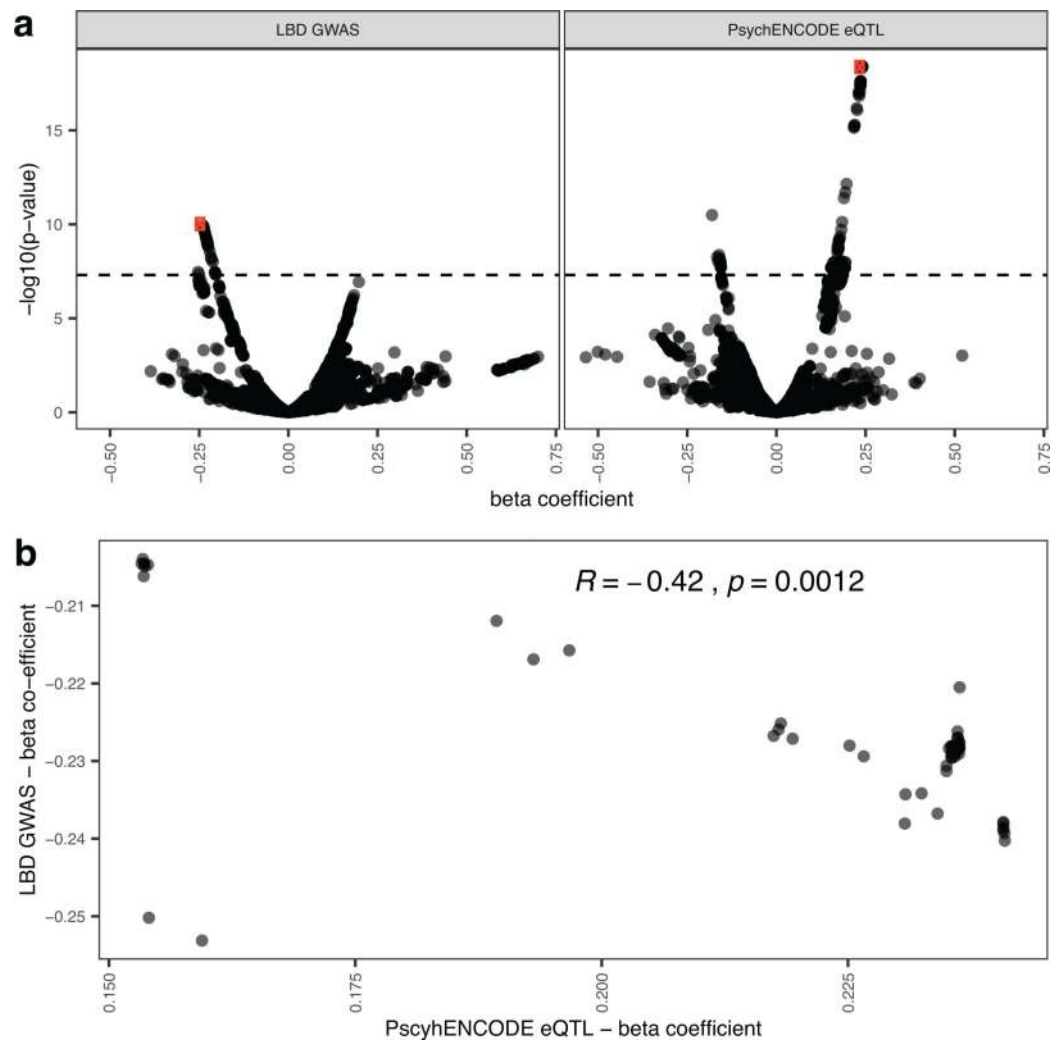 a
LBD GWAS
PsychENCODE eQTL
−log10(p−value)
15
10
5
0
−0.50
−0.25
0.00
0.25
0.50
0.75
−0.50
−0.25
0.00
0.25
0.50
0.75
beta coefficient
b
R = −0.42 , p = 0.0012
LBD GWAS − beta co−efficient
−0.21
−0.22
−0.23
−0.24
−0.25
0.150
0.175
0.200
0.225
PscyhENCODE eQTL − beta coefficient